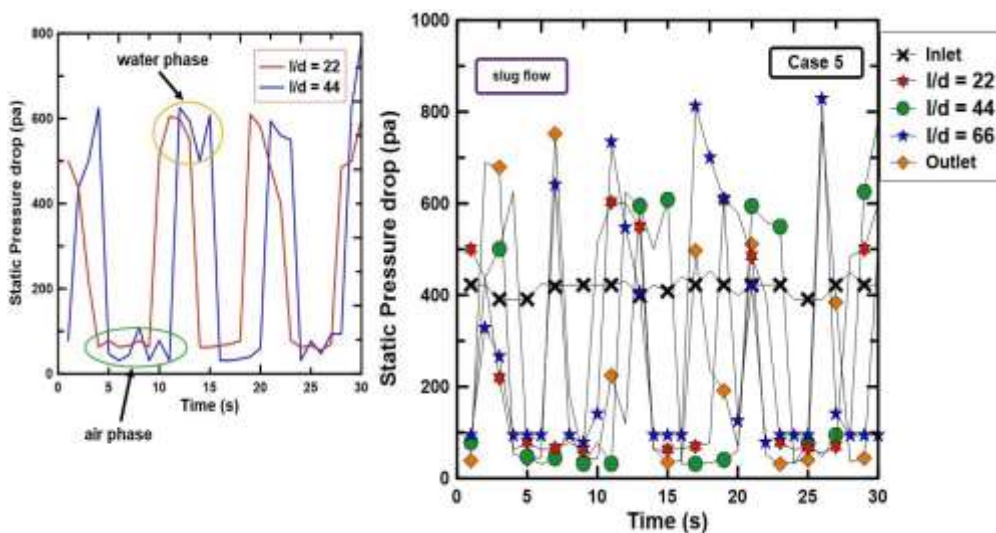 800
600
400
200
0
Static Pressure drop (pa)
water phase
l/d = 22
l/d = 44
air phase
0 5 10 15 20 25 30
Time (s)
1000
800
600
400
200
0
Static Pressure drop (pa)
slug flow
Case 5
0 5 10 15 20 25 30
Time (s)
Inlet
l/d = 22
l/d = 44
l/d = 66
Outlet